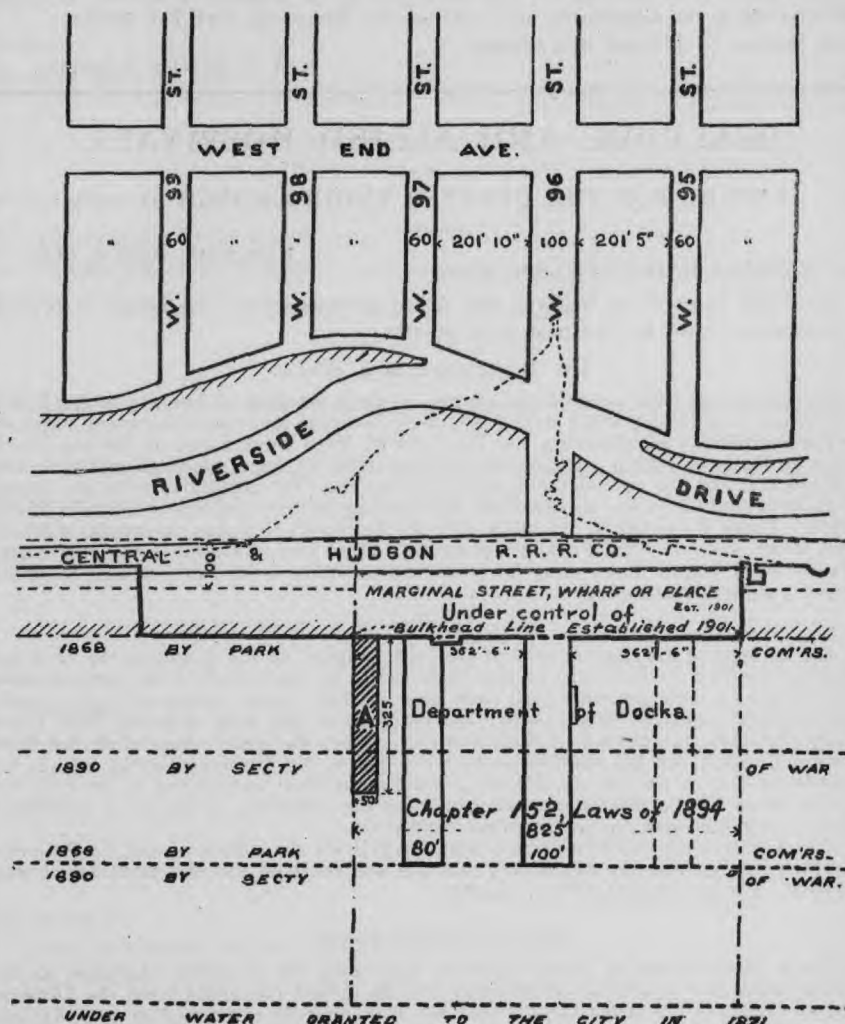 ST. ST. ST. ST. ST.
WEST END AVE.
99 98 97 96 95
" 60 " " 60 201' 10" 100 201' 5" 60 "
W. W. W. W. W.
RIVERSIDE
DRIVE
CENTRAL & HUDSON R. R. R. CO.
100
MARGINAL STREET, WHARF OR PLACE
Under control of EST. 1901
Bulkhead Line Established 1901
1868 BY PARK 362'-6" 362'-6" COM'RS.
A 325 Department of Docks
1890 BY SECTY OF WAR
50
Chapter 152, Laws of 1894
825
80' 100'
1868 BY PARK COM'RS.
1890 BY SECTY OF WAR.
UNDER WATER GRANTED TO THE CITY IN 1871